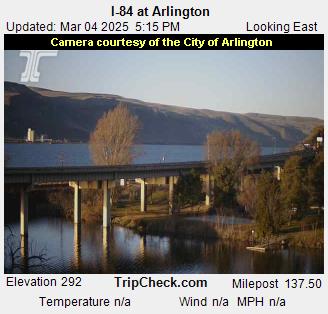 I-84 at Arlington
Updated: Mar 04 2025 5:15 PM Looking East
Camera courtesy of the City of Arlington
Elevation 292 TripCheck.com Milepost 137.50
Temperature n/a Wind n/a MPH n/a